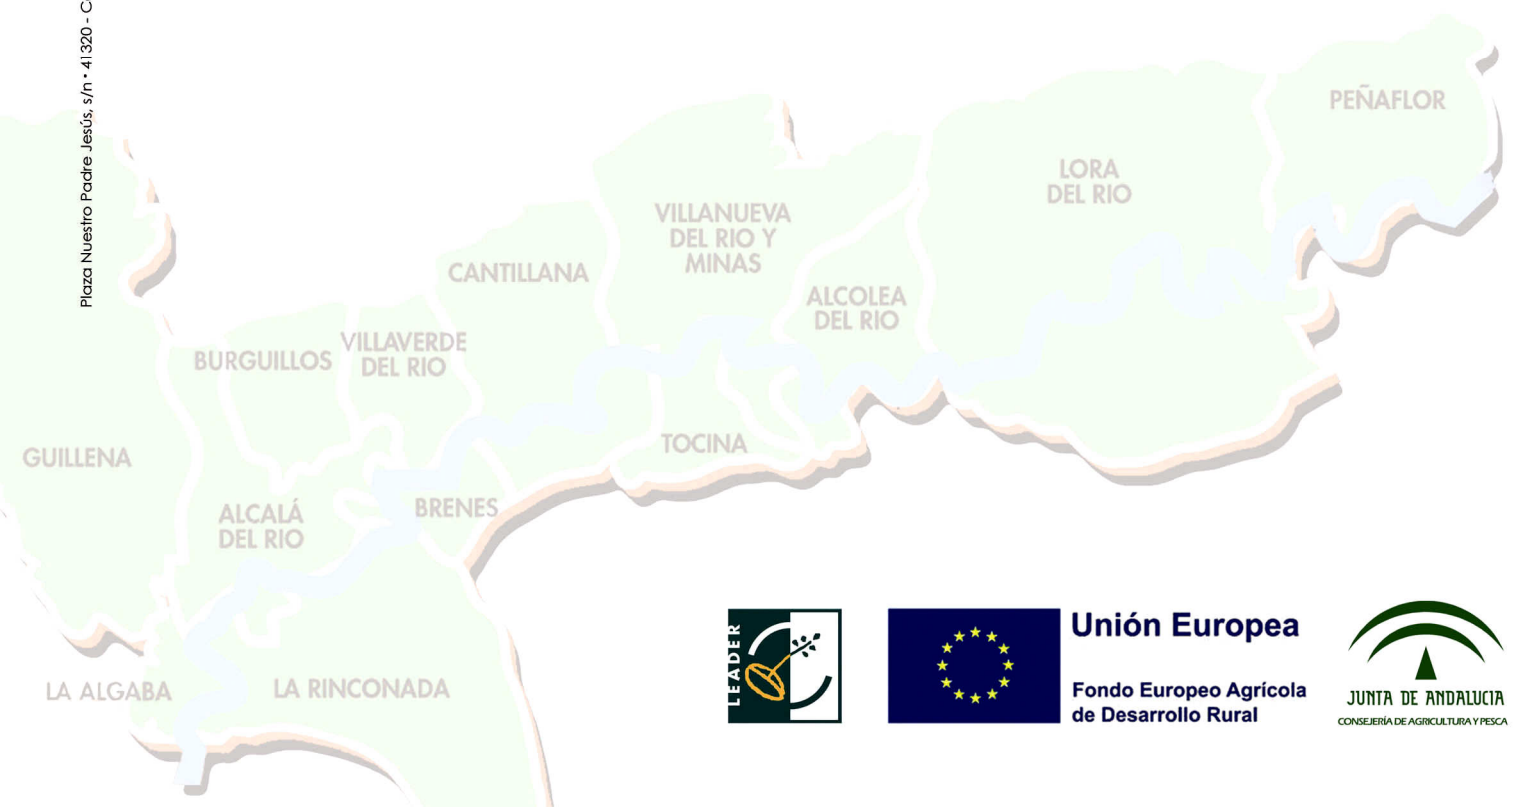 Plaza Nuestro Padre Jesús, s/n • 41320 -
PEÑAFLOR
LORA
DEL RIO
VILLANUEVA
DEL RIO Y
MINAS
CANTILLANA
ALCOLEA
DEL RIO
VILLAVERDE
DEL RIO
BURGUILLOS
TOCINA
GUILLENA
BRENES
ALCALÁ
DEL RIO
LA ALGABA
LA RINCONADA
LEADER
Unión Europea
Fondo Europeo Agrícola
de Desarrollo Rural
JUNTA DE ANDALUCIA
CONSEJERÍA DE AGRICULTURA Y PESCA